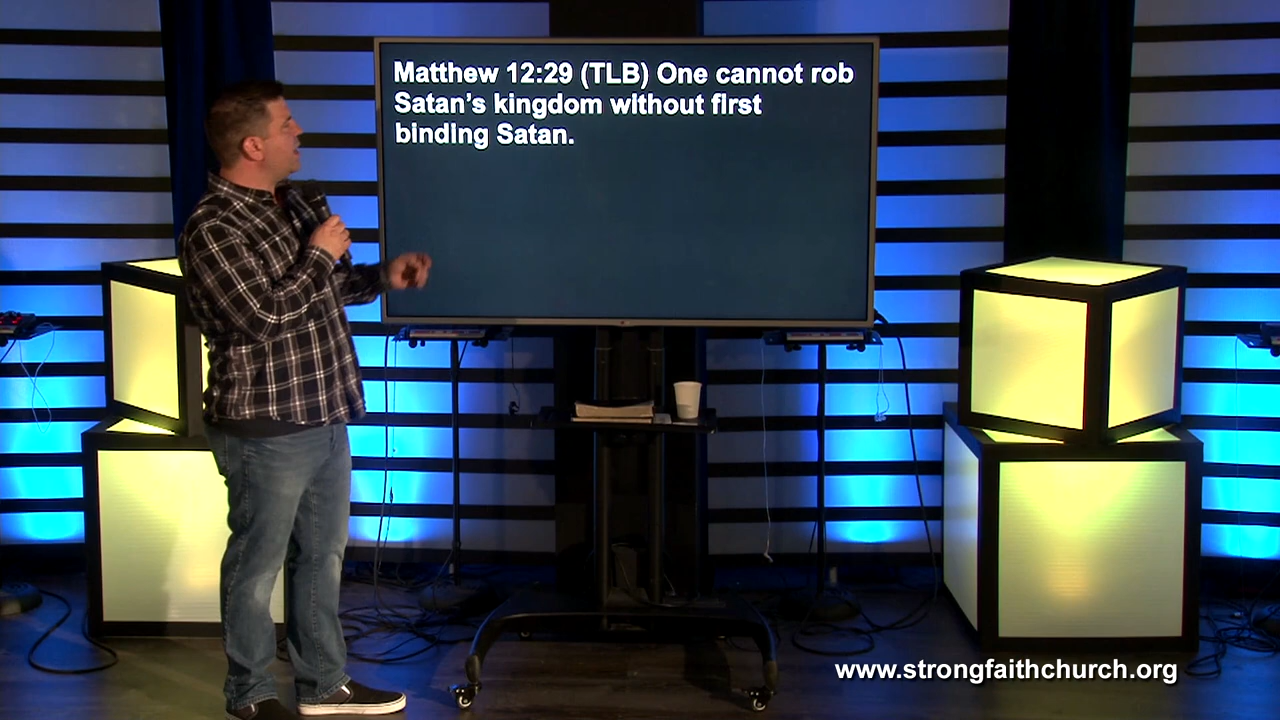 Matthew 12:29 (TLB) One cannot rob
Satan's kingdom without first
binding Satan.
www.strongfaithchurch.org